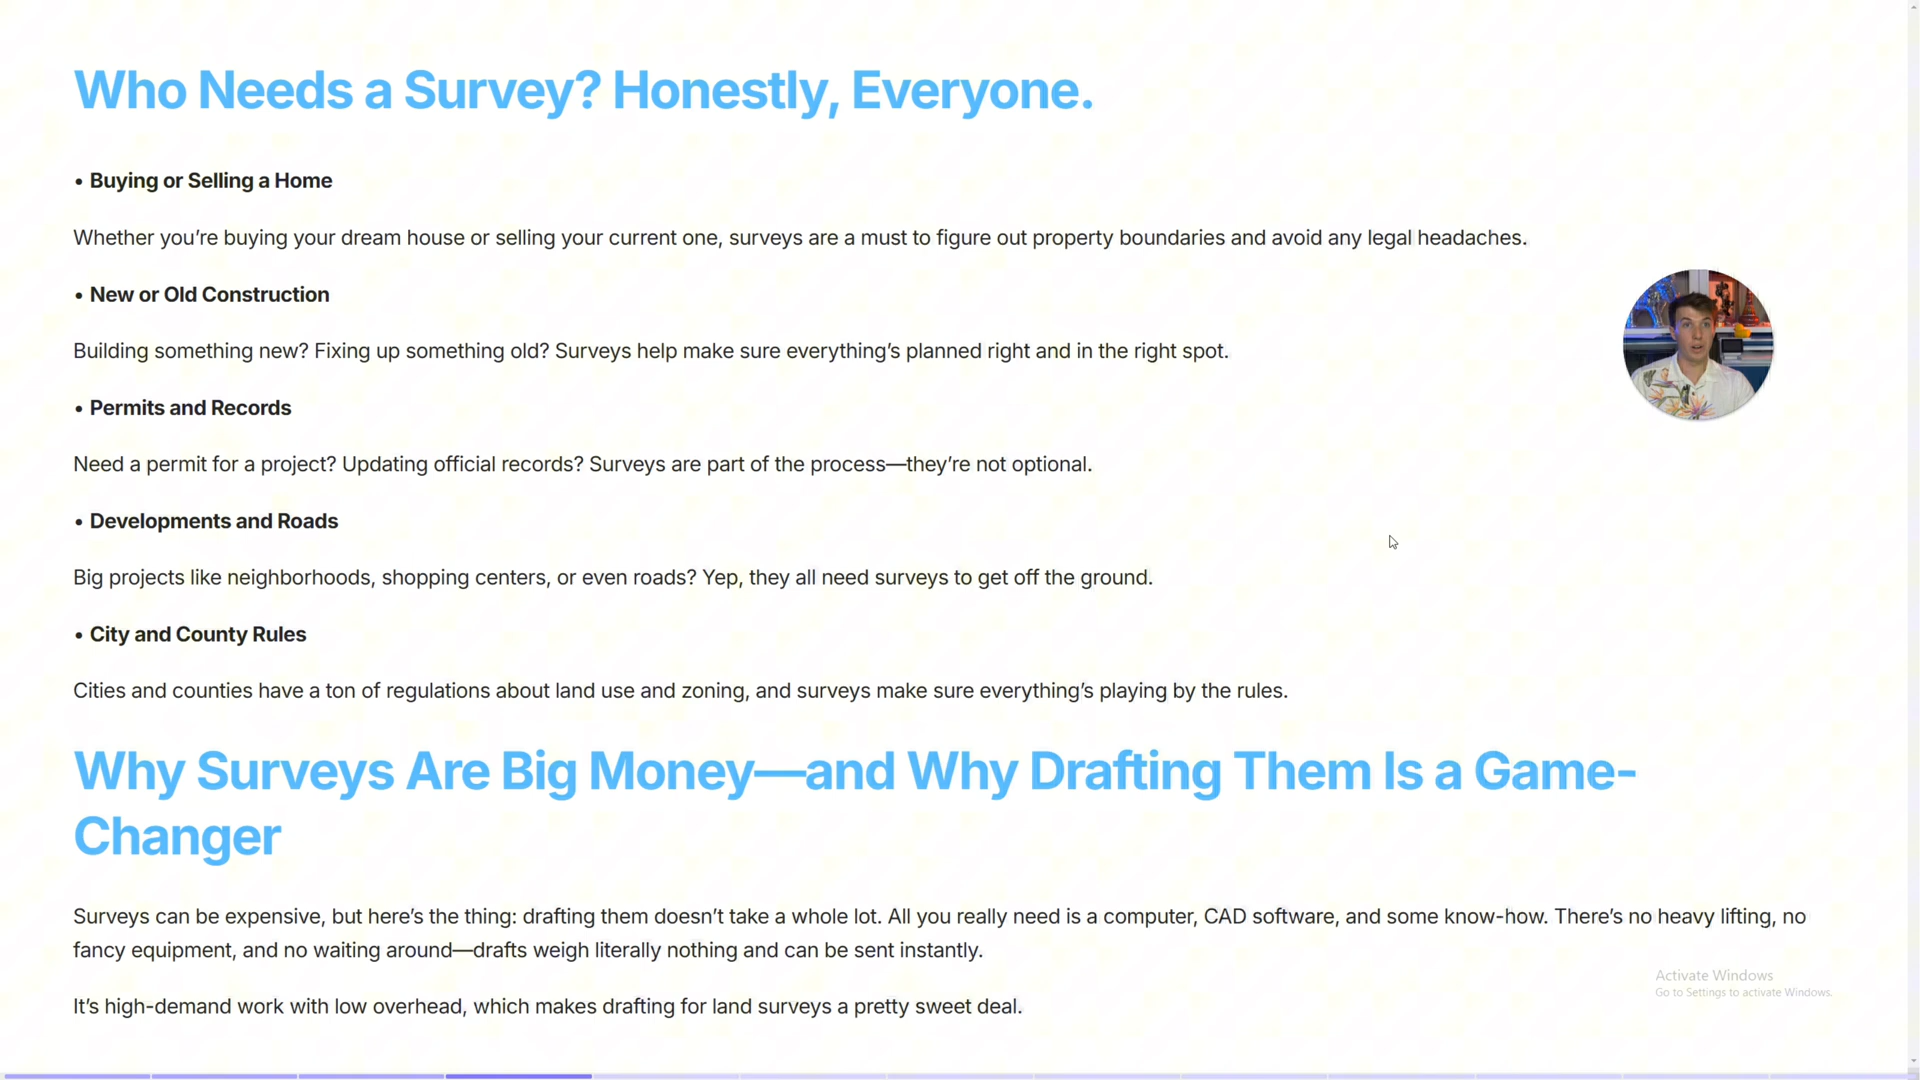 Who Needs a Survey? Honestly, Everyone.
• Buying or Selling a Home
Whether you’re buying your dream house or selling your current one, surveys are a must to figure out property boundaries and avoid any legal headaches.
• New or Old Construction
Building something new? Fixing up something old? Surveys help make sure everything’s planned right and in the right spot.
• Permits and Records
Need a permit for a project? Updating official records? Surveys are part of the process—they’re not optional.
• Developments and Roads
Big projects like neighborhoods, shopping centers, or even roads? Yep, they all need surveys to get off the ground.
• City and County Rules
Cities and counties have a ton of regulations about land use and zoning, and surveys make sure everything’s playing by the rules.
Why Surveys Are Big Money—and Why Drafting Them Is a Game-
Changer
Surveys can be expensive, but here’s the thing: drafting them doesn’t take a whole lot. All you really need is a computer, CAD software, and some know-how. There’s no heavy lifting, no
fancy equipment, and no waiting around—drafts weigh literally nothing and can be sent instantly.
Activate Windows
Go to Settings to activate Windows.
It’s high-demand work with low overhead, which makes drafting for land surveys a pretty sweet deal.